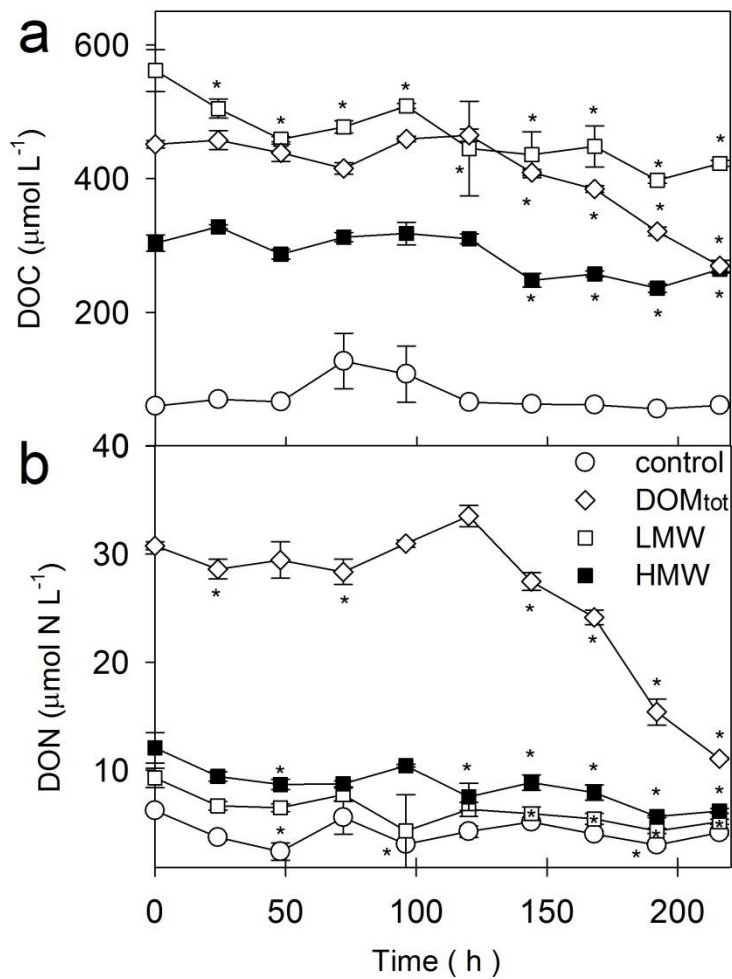 a
600
400
200
DOC (μmol L⁻¹)
b
40
30
20
10
DON (μmol N L⁻¹)
control
DOMtot
LMW
HMW
0 50 100 150 200
Time ( h )